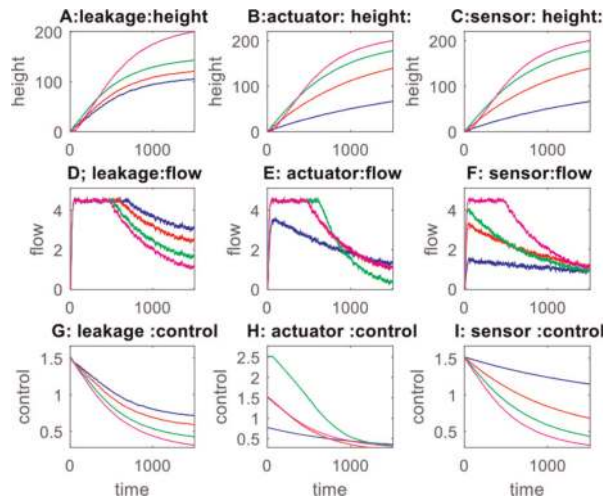 A:leakage:height
B:actuator: height:
C:sensor: height:
height
200
100
0
0
1000
height
200
100
0
0
1000
height
200
100
0
0
1000
D; leakage:flow
E: actuator:flow
F: sensor:flow
flow
4
2
0
0
1000
flow
4
2
0
0
1000
flow
4
2
0
0
1000
G: leakage :control
H: actuator :control
I: sensor :control
control
1.5
1
0.5
0
1000
time
control
2.5
2.0
1.5
1
0.5
0
1000
time
control
1.5
1
0.5
0
1000
time